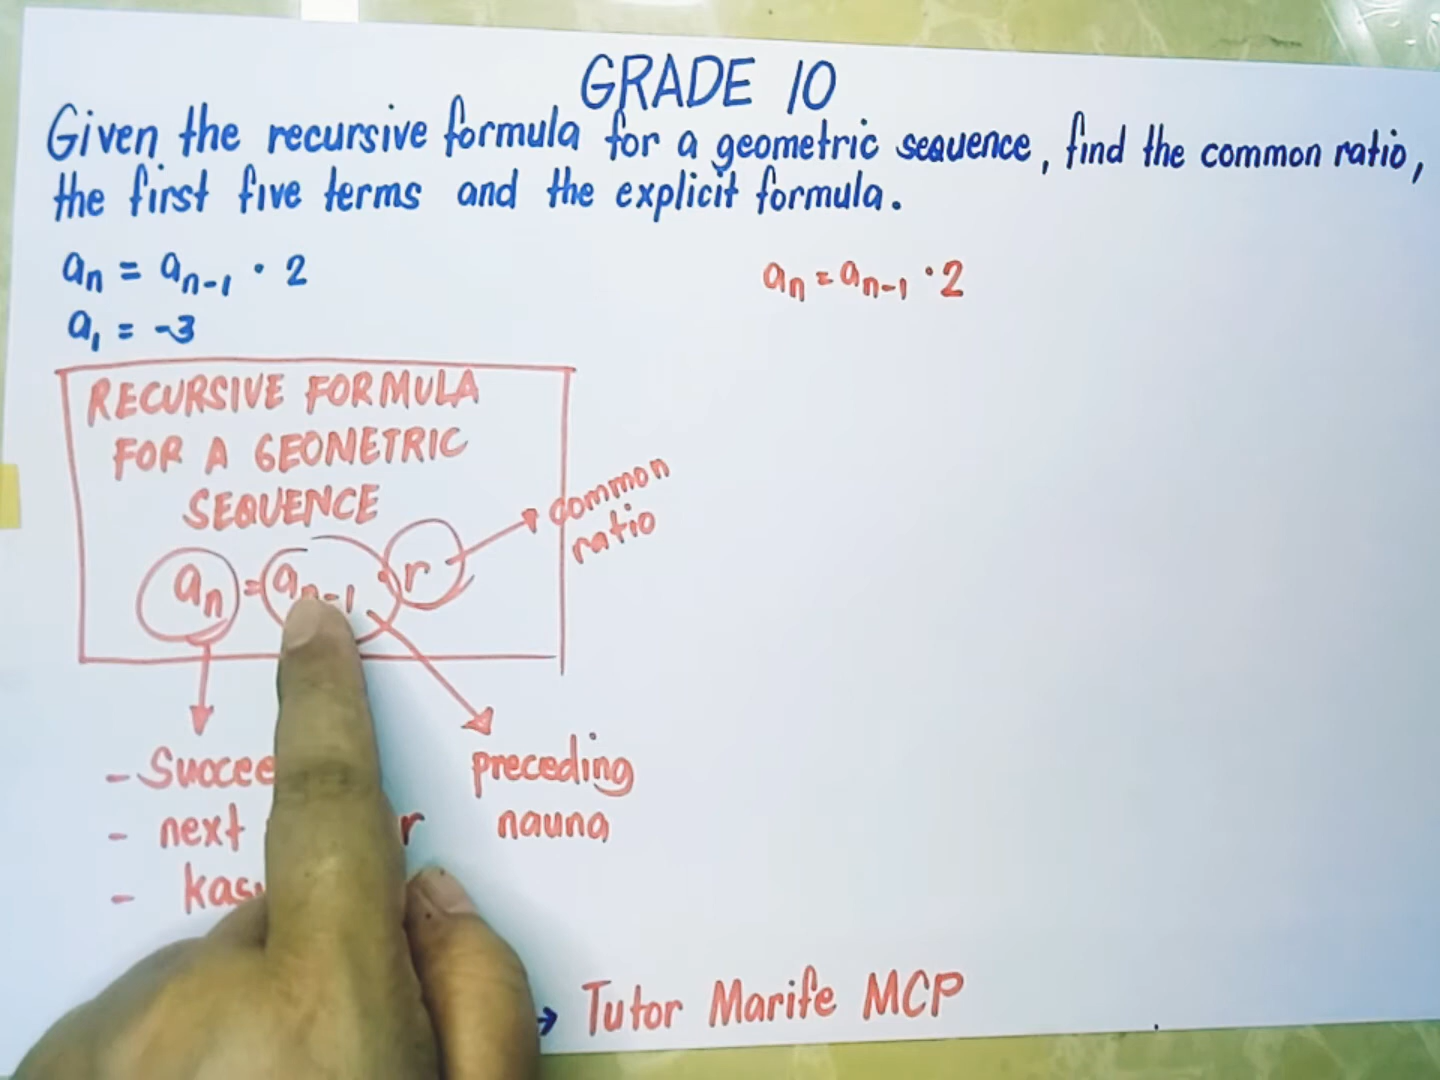 GRADE 10
Given the recursive formula for a geometric sequence, find the common ratio,
the first five terms and the explicit formula.
aₙ = aₙ₋₁ · 2
a₁ = -3
aₙ = aₙ₋₁ · 2
RECURSIVE FORMULA
FOR A GEOMETRIC
SEQUENCE
aₙ = aₙ₋₁ · r
common
ratio
-
- next
-
preceding
nauna
→ Tutor Marife MCP